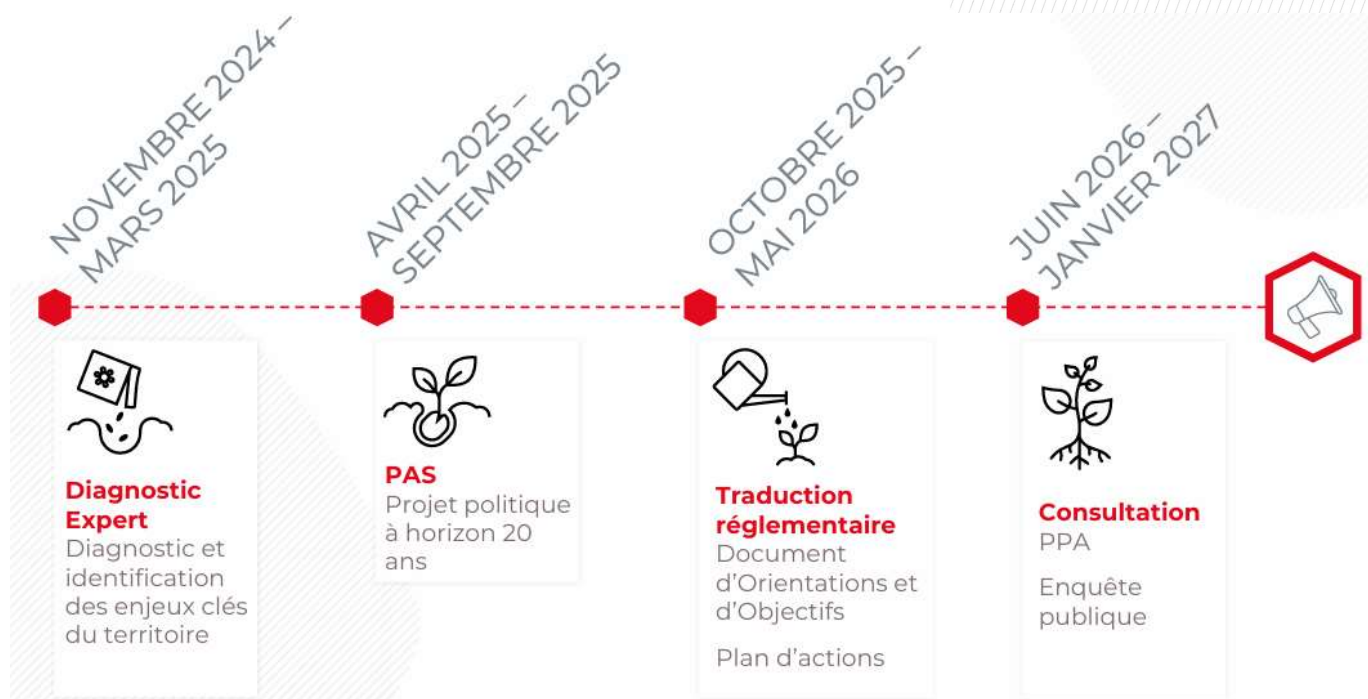 NOVEMBRE 2024 –
MARS 2025
AVRIL 2025 –
SEPTEMBRE 2025
OCTOBRE 2025 –
MAI 2026
JUIN 2026 –
JANVIER 2027
Diagnostic
Expert
Diagnostic et
identification
des enjeux clés
du territoire
PAS
Projet politique
à horizon 20
ans
Traduction
réglementaire
Document
d’Orientations et
d’Objectifs
Plan d’actions
Consultation
PPA
Enquête
publique